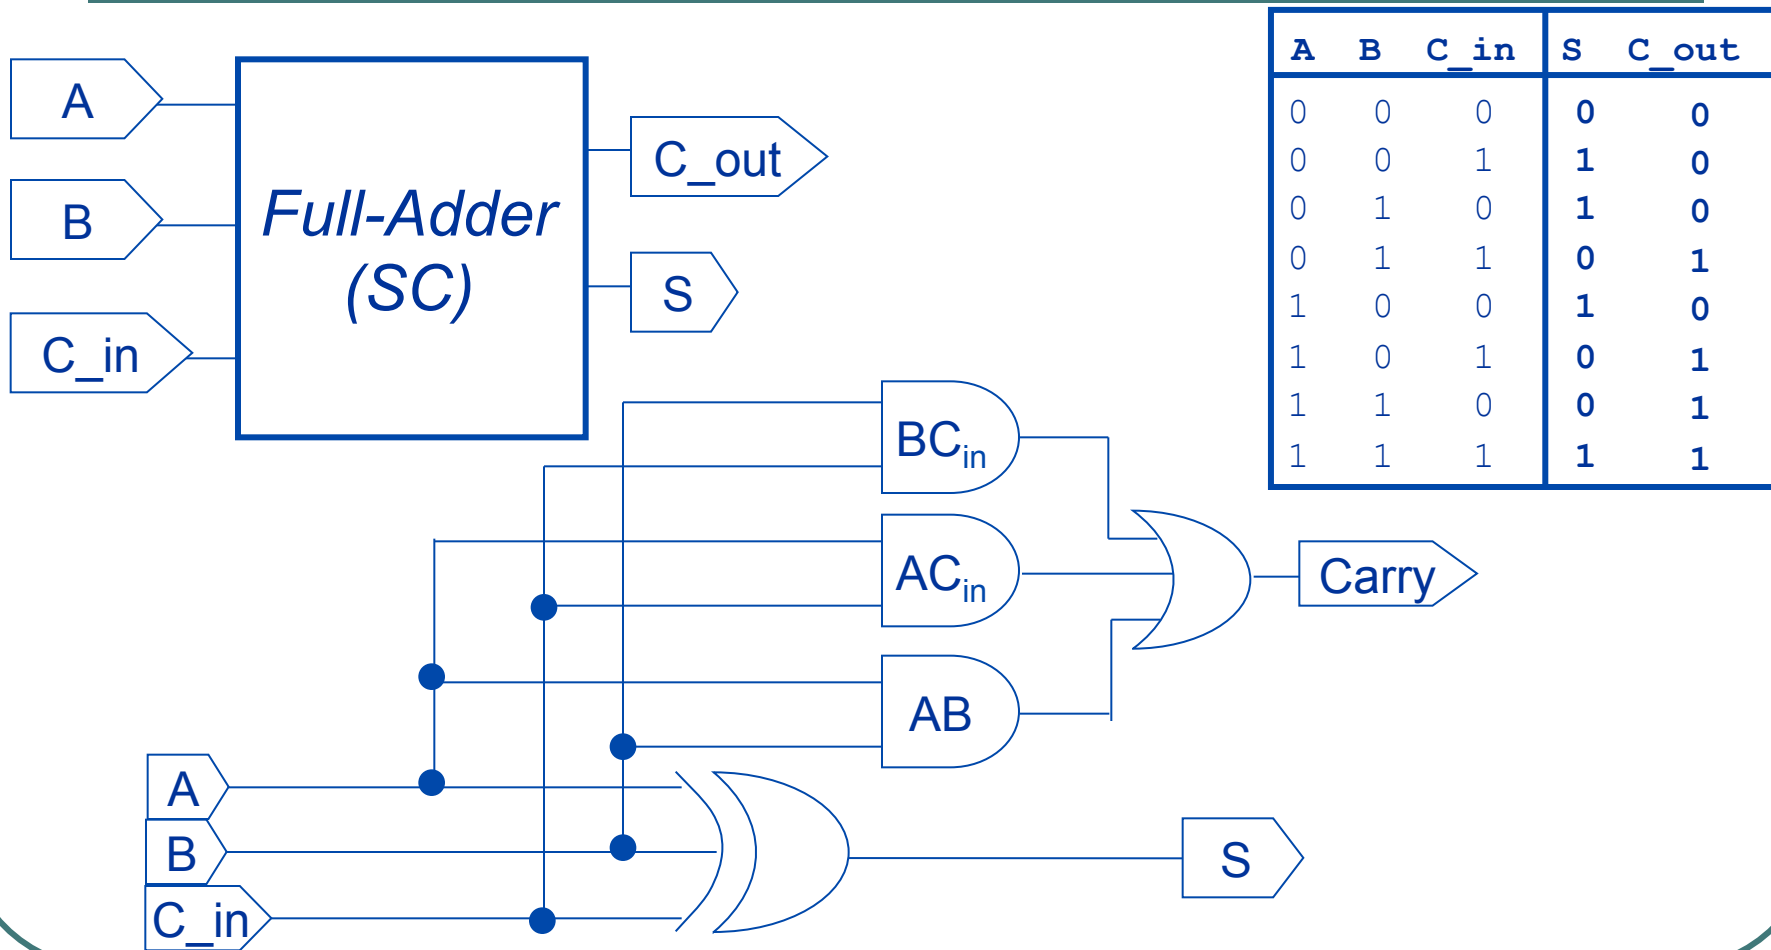 A
B
C_in
Full-Adder
(SC)
C_out
S
A B C_in S C_out
0 0 0 0 0
0 0 1 1 0
0 1 0 1 0
0 1 1 0 1
1 0 0 1 0
1 0 1 0 1
1 1 0 0 1
1 1 1 1 1
BCin
ACin
AB
Carry
A
B
C_in
S